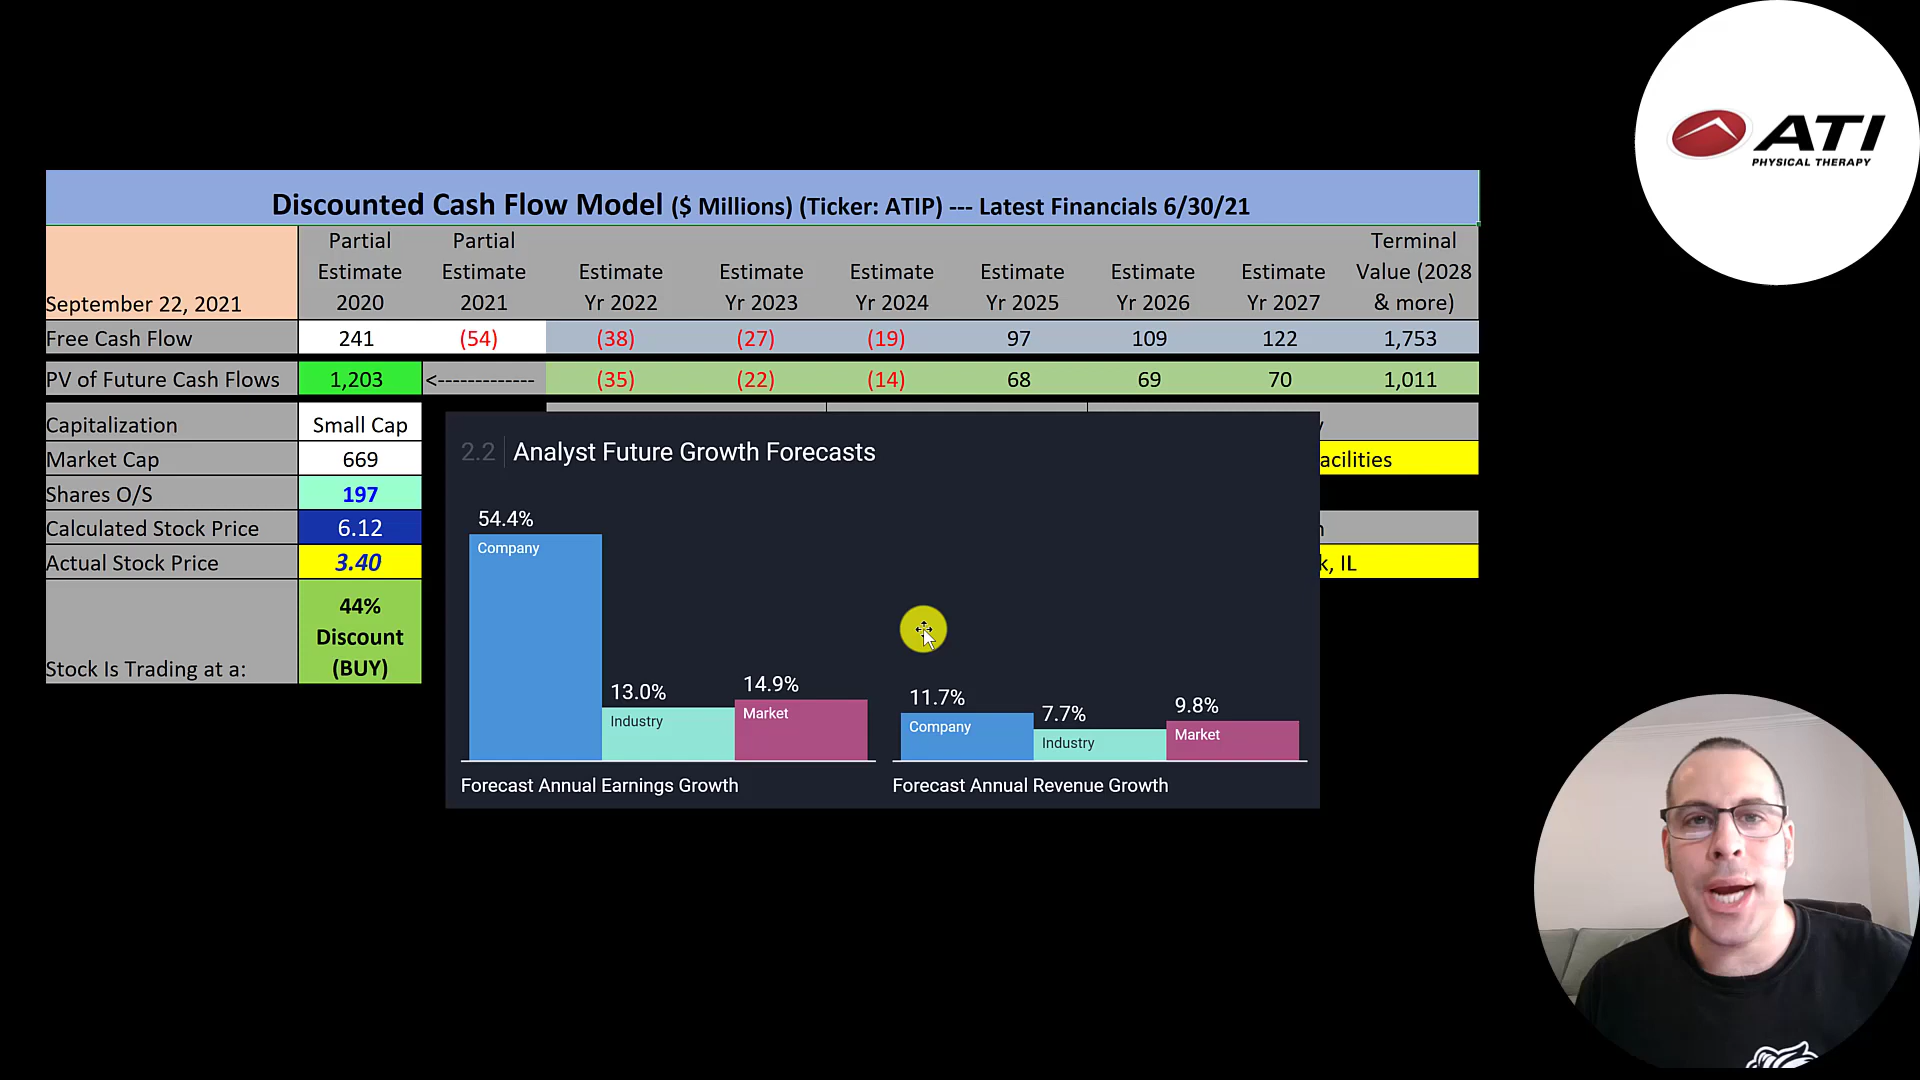 ATI
PHYSICAL THERAPY
Discounted Cash Flow Model ($ Millions) (Ticker: ATIP) --- Latest Financials 6/30/21
September 22, 2021
Partial Estimate 2020
Partial Estimate 2021
Estimate Yr 2022
Estimate Yr 2023
Estimate Yr 2024
Estimate Yr 2025
Estimate Yr 2026
Estimate Yr 2027
Terminal Value (2028 & more)
Free Cash Flow 241 (54) (38) (27) (19) 97 109 122 1,753
PV of Future Cash Flows 1,203 <------------- (35) (22) (14) 68 69 70 1,011
Capitalization Small Cap
Market Cap 669
acilities
Shares O/S 197
Calculated Stock Price 6.12
Actual Stock Price 3.40
k, IL
Stock Is Trading at a: 44% Discount (BUY)
2.2 Analyst Future Growth Forecasts
54.4%
Company
13.0%
Industry
14.9%
Market
Forecast Annual Earnings Growth
11.7%
Company
7.7%
Industry
9.8%
Market
Forecast Annual Revenue Growth